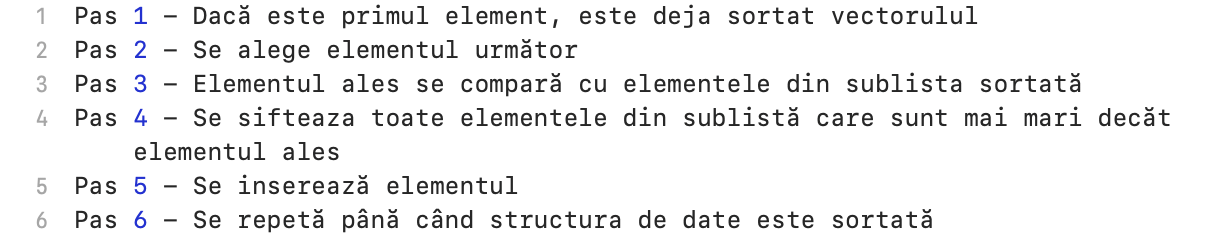 1 Pas 1 – Dacă este primul element, este deja sortat vectorulul
2 Pas 2 – Se alege elementul următor
3 Pas 3 – Elementul ales se compară cu elementele din sublista sortată
4 Pas 4 – Se sifteaza toate elementele din sublistă care sunt mai mari decăt
elementul ales
5 Pas 5 – Se inserează elementul
6 Pas 6 – Se repetă până când structura de date este sortată